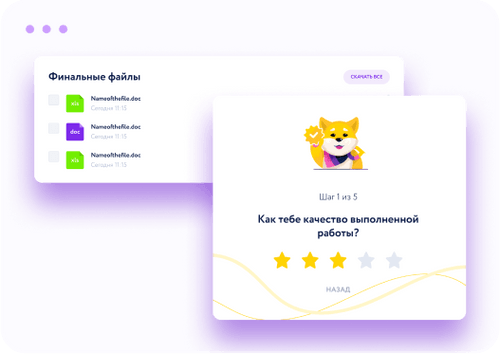 Финальные файлы
СКАЧАТЬ ВСЕ
xls
Nameofthefile.doc
Сегодня 11:15
doc
Nameofthefile.doc
Сегодня 11:15
xls
Nameofthefile.doc
Сегодня 11:15
Шаг 1 из 5
Как тебе качество выполненной
работы?
НАЗАД